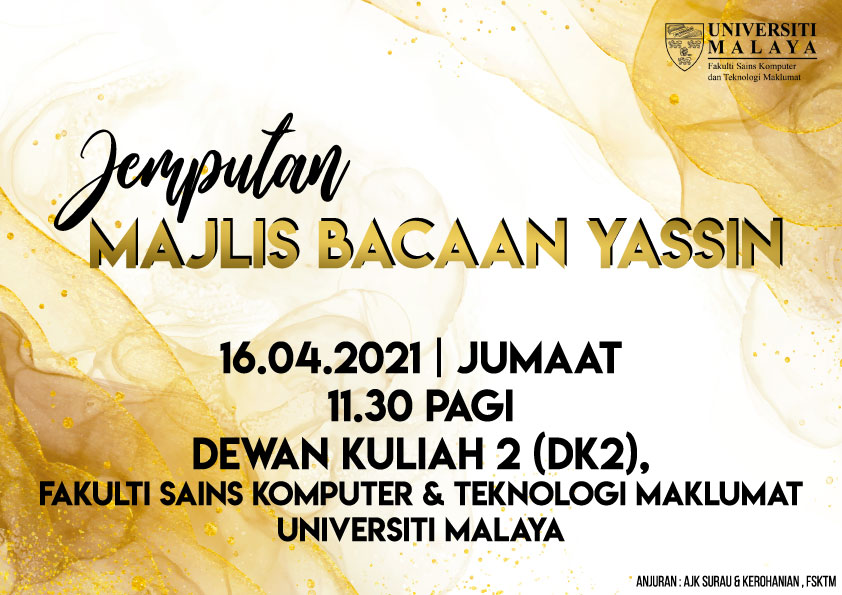 UNIVERSITI
MALAYA
Fakulti Sains Komputer
dan Teknologi Maklumat
Jemputan
MAJLIS BACAAN YASSIN
16.04.2021 | JUMAAT
11.30 PAGI
DEWAN KULIAH 2 (DK2),
FAKULTI SAINS KOMPUTER & TEKNOLOGI MAKLUMAT
UNIVERSITI MALAYA
ANJURAN : AJK SURAU & KEROHANIAN , FSKTM